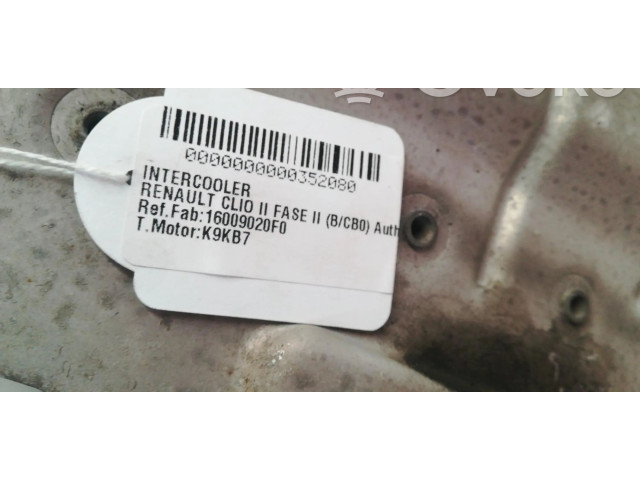 0000000000352080
INTERCOOLER
RENAULT CLIO II FASE II (B/CB0) Auth
Ref.Fab:16009020F0
T.Motor:K9KB7